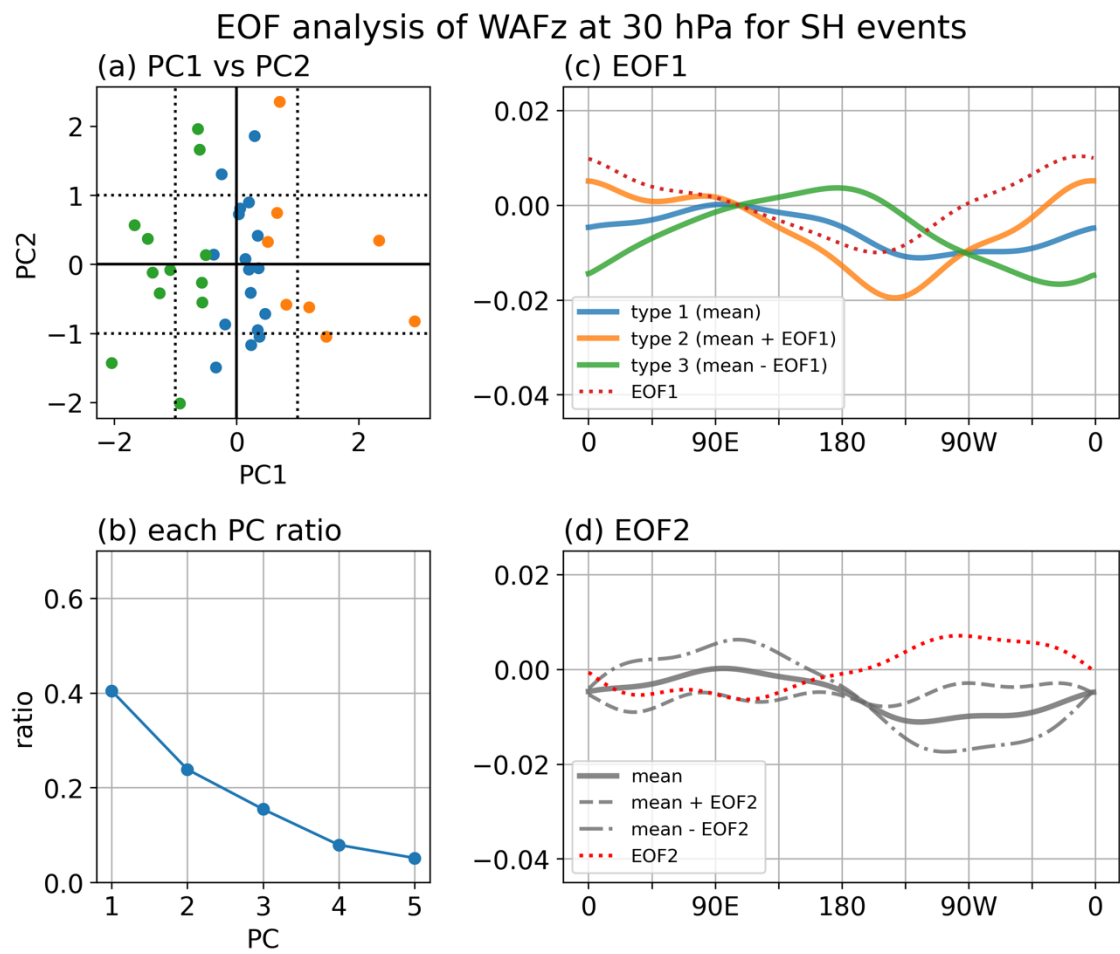 EOF analysis of WAFz at 30 hPa for SH events
(a) PC1 vs PC2
2
1
0
−1
−2
PC2
−2
0
2
PC1
(c) EOF1
0.02
0.00
−0.02
−0.04
type 1 (mean)
type 2 (mean + EOF1)
type 3 (mean - EOF1)
EOF1
0
90E
180
90W
0
(b) each PC ratio
0.6
0.4
0.2
0.0
ratio
1
2
3
4
5
PC
(d) EOF2
0.02
0.00
−0.02
−0.04
mean
mean + EOF2
mean - EOF2
EOF2
0
90E
180
90W
0